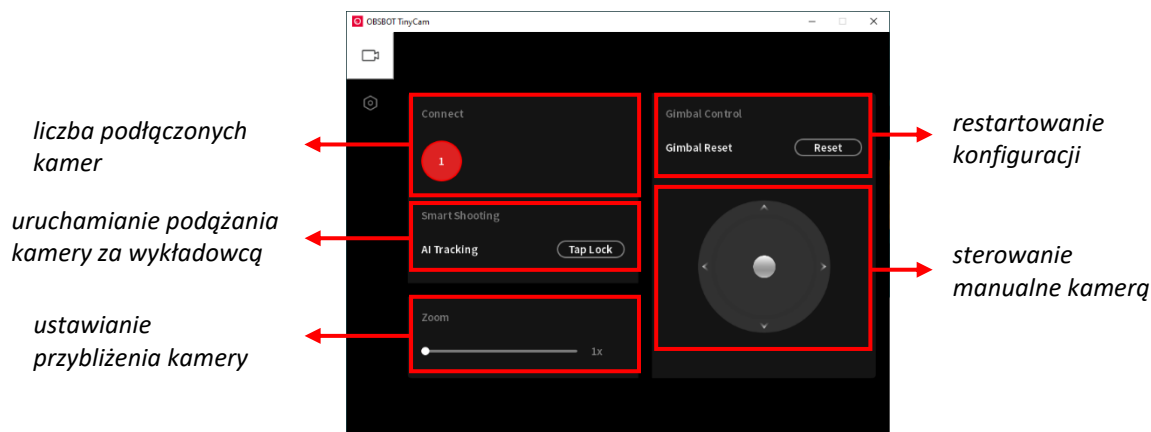 OBSBOT TinyCam
liczba podłączonych
kamer
Connect
1
Gimbal Control
Gimbal Reset
Reset
restartowanie
konfiguracji
uruchamianie podążania
kamery za wykładowcą
Smart Shooting
AI Tracking
Tap Lock
sterowanie
manualne kamerą
ustawianie
przybliżenia kamery
Zoom
1x